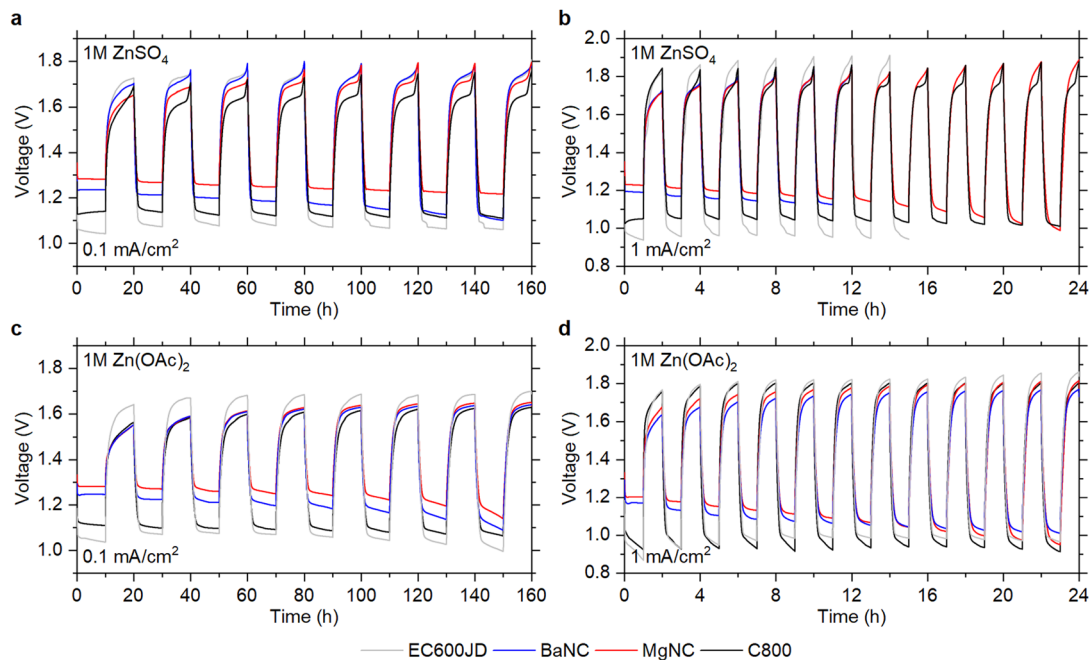 a
1M ZnSO4
Voltage (V)
1.8
1.6
1.4
1.2
1.0
0.1 mA/cm²
0 20 40 60 80 100 120 140 160
Time (h)
b
1M ZnSO4
Voltage (V)
2.0
1.8
1.6
1.4
1.2
1.0
0.8
1 mA/cm²
0 4 8 12 16 20 24
Time (h)
c
1M Zn(OAc)2
Voltage (V)
1.8
1.6
1.4
1.2
1.0
0.1 mA/cm²
0 20 40 60 80 100 120 140 160
Time (h)
d
1M Zn(OAc)2
Voltage (V)
2.0
1.8
1.6
1.4
1.2
1.0
0.8
1 mA/cm²
0 4 8 12 16 20 24
Time (h)
EC600JD BaNC MgNC C800